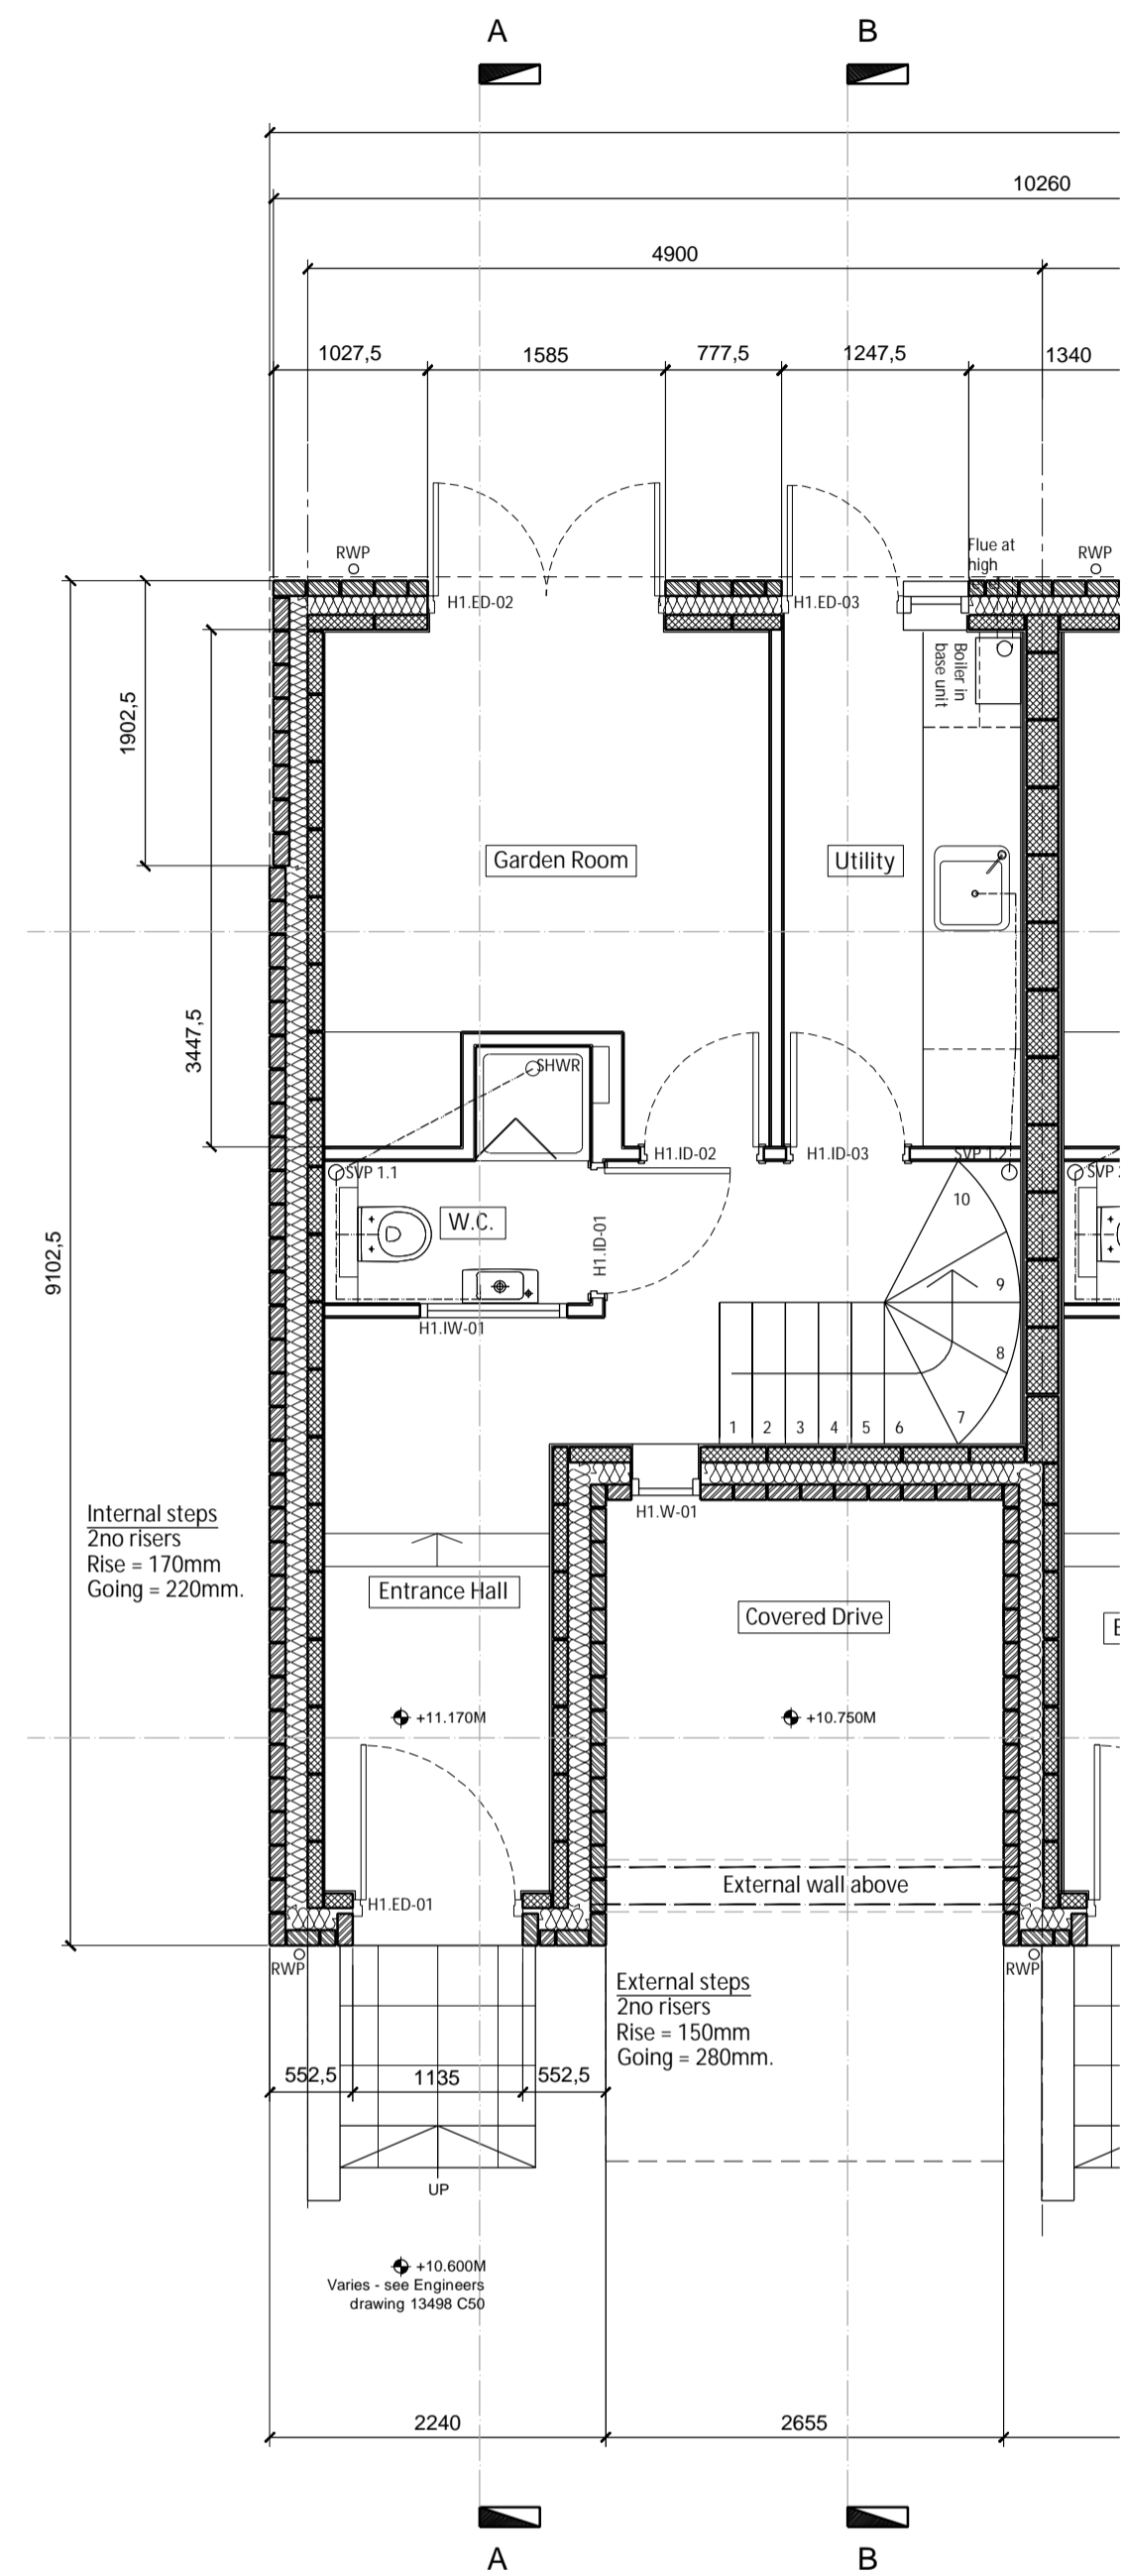 A
B
10260
4900
1027,5
1585
777,5
1247,5
1340
RWP
Flue at
high
RWP
H1.ED-02
H1.ED-03
Boiler in
base unit
1902,5
Garden Room
Utility
3447,5
SHWR
H1.ID-02
H1.ID-03
SVP 1.2
SVP 1.1
SVP
W.C.
H1.ID-01
10
9
8
7
9102,5
H1.IW-01
1
2
3
4
5
6
H1.W-01
Internal steps
2no risers
Rise = 170mm
Going = 220mm.
Entrance Hall
Covered Drive
E
+11.170M
+10.750M
External wall above
H1.ED-01
RWP
RWP
External steps
2no risers
Rise = 150mm
Going = 280mm.
552,5
1135
552,5
UP
+10.600M
Varies - see Engineers
drawing 13498 C50
2240
2655
A
B